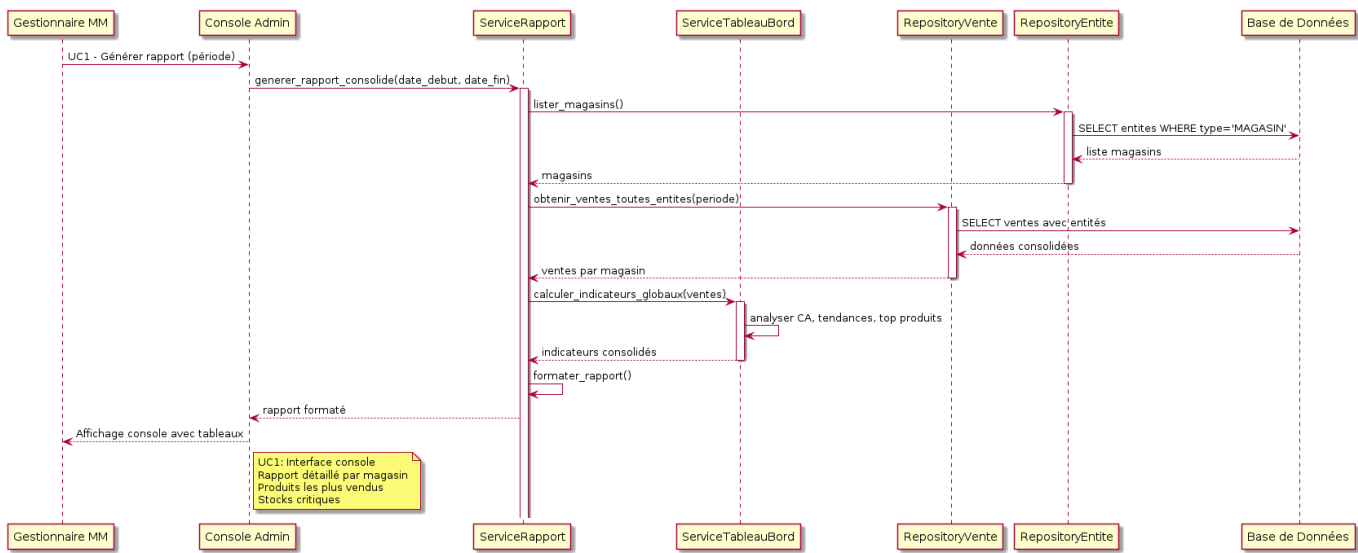 Gestionnaire MM
Console Admin
ServiceRapport
ServiceTableauBord
RepositoryVente
RepositoryEntite
Base de Données
UC1 - Générer rapport (période)
generer_rapport_consolide(date_debut, date_fin)
lister_magasins()
SELECT entites WHERE type='MAGASIN'
liste magasins
magasins
obtenir_ventes_toutes_entites(periode)
SELECT ventes avec entités
données consolidées
ventes par magasin
calculer_indicateurs_globaux(ventes)
analyser CA, tendances, top produits
indicateurs consolidés
formater_rapport()
rapport formaté
Affichage console avec tableaux
UC1: Interface console
Rapport détaillé par magasin
Produits les plus vendus
Stocks critiques
Gestionnaire MM
Console Admin
ServiceRapport
ServiceTableauBord
RepositoryVente
RepositoryEntite
Base de Données